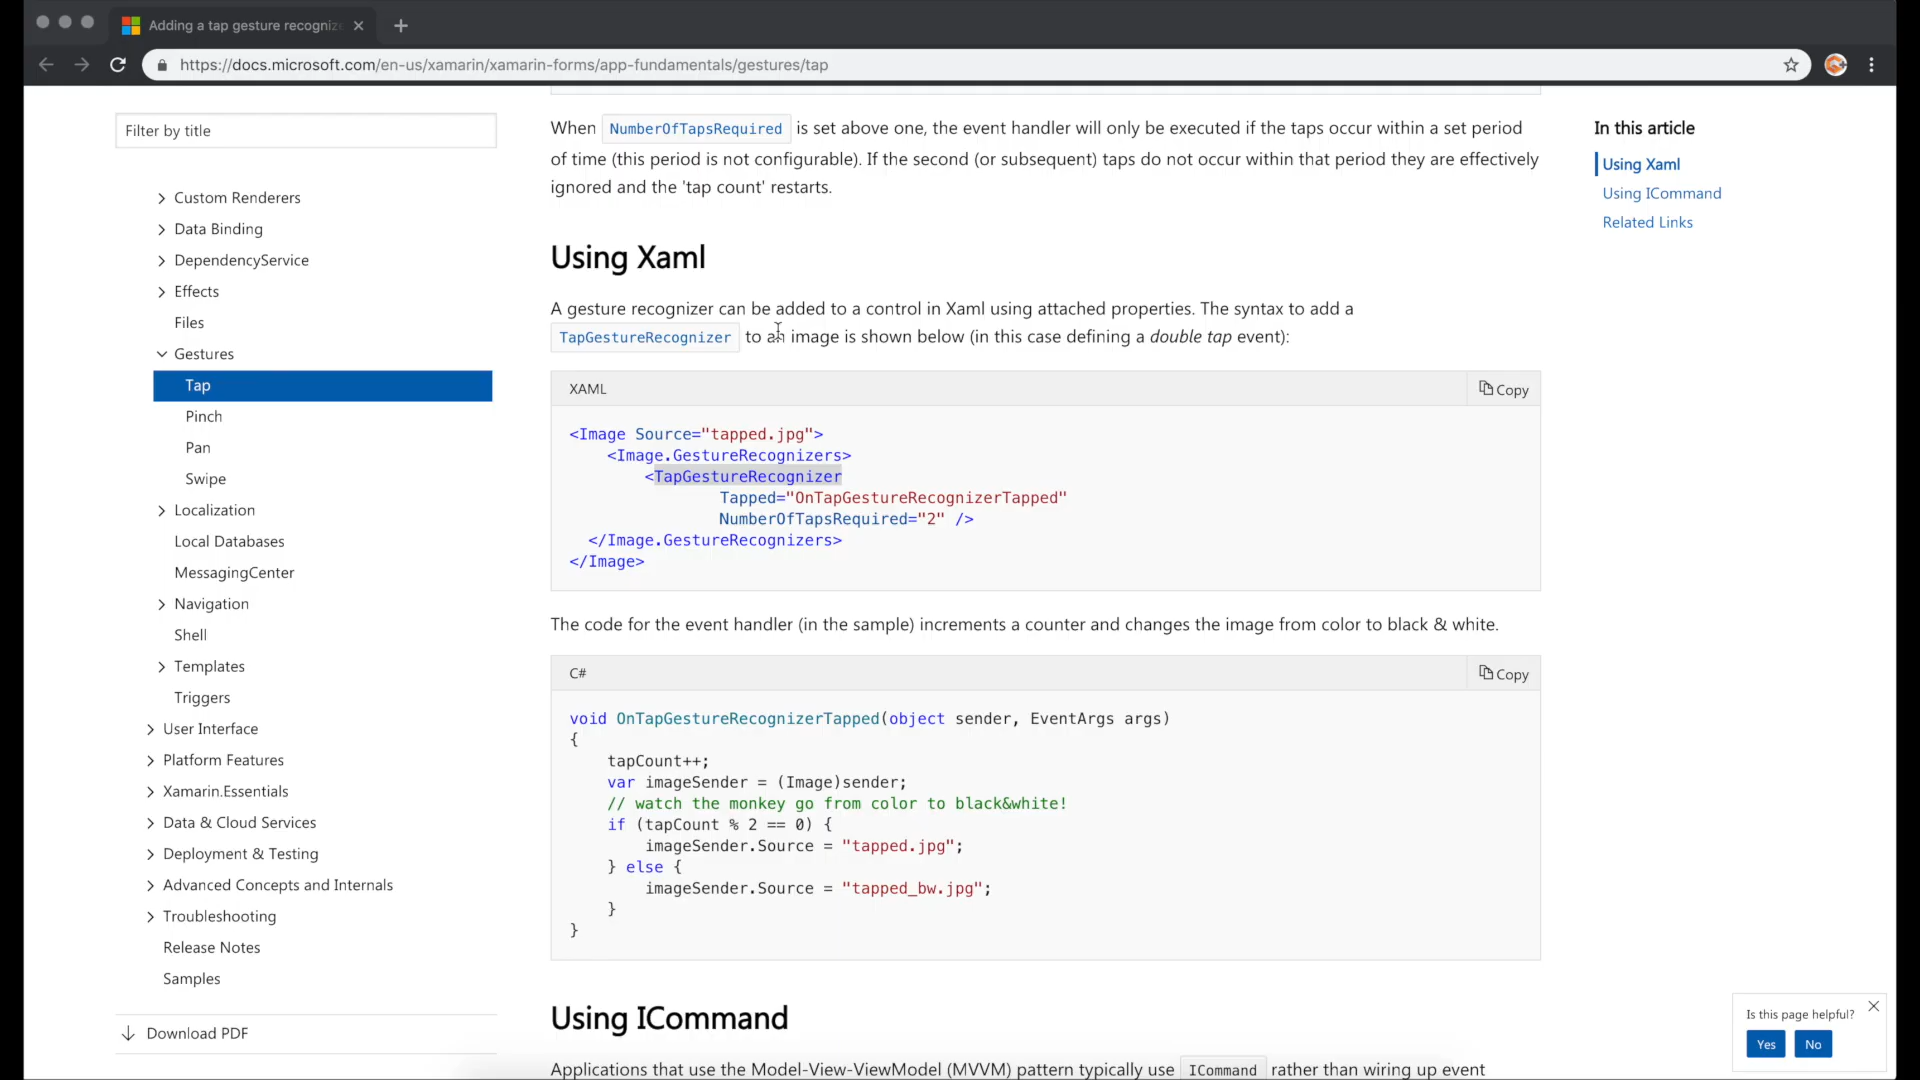 Adding a tap gesture recogniz
https://docs.microsoft.com/en-us/xamarin/xamarin-forms/app-fundamentals/gestures/tap
Filter by title
Custom Renderers
Data Binding
DependencyService
Effects
Files
Gestures
Tap
Pinch
Pan
Swipe
Localization
Local Databases
MessagingCenter
Navigation
Shell
Templates
Triggers
User Interface
Platform Features
Xamarin.Essentials
Data & Cloud Services
Deployment & Testing
Advanced Concepts and Internals
Troubleshooting
Release Notes
Samples
Download PDF
When NumberOfTapsRequired is set above one, the event handler will only be executed if the taps occur within a set period
of time (this period is not configurable). If the second (or subsequent) taps do not occur within that period they are effectively
ignored and the 'tap count' restarts.
Using Xaml
A gesture recognizer can be added to a control in Xaml using attached properties. The syntax to add a
TapGestureRecognizer to an image is shown below (in this case defining a double tap event):
XAML
Copy
<Image Source="tapped.jpg">
    <Image.GestureRecognizers>
        <TapGestureRecognizer
                Tapped="OnTapGestureRecognizerTapped"
                NumberOfTapsRequired="2" />
  </Image.GestureRecognizers>
</Image>
The code for the event handler (in the sample) increments a counter and changes the image from color to black & white.
C#
Copy
void OnTapGestureRecognizerTapped(object sender, EventArgs args)
{
    tapCount++;
    var imageSender = (Image)sender;
    // watch the monkey go from color to black&white!
    if (tapCount % 2 == 0) {
        imageSender.Source = "tapped.jpg";
    } else {
        imageSender.Source = "tapped_bw.jpg";
    }
}
Using ICommand
Applications that use the Model-View-ViewModel (MVVM) pattern typically use ICommand rather than wiring up event
In this article
Using Xaml
Using ICommand
Related Links
Is this page helpful?
Yes
No